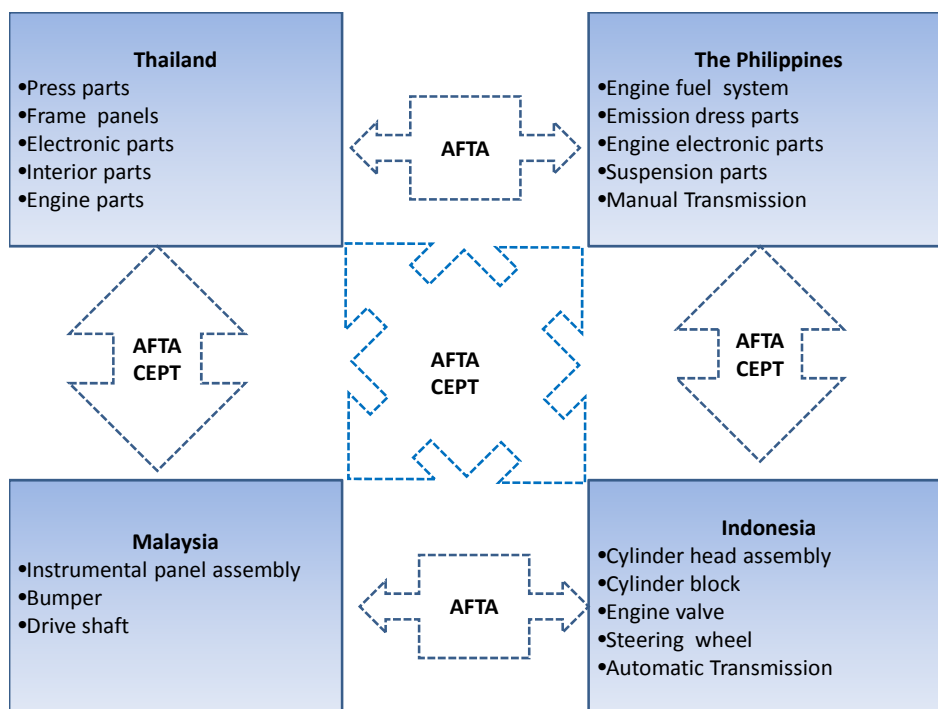 Thailand
•Press parts
•Frame panels
•Electronic parts
•Interior parts
•Engine parts
AFTA
The Philippines
•Engine fuel system
•Emission dress parts
•Engine electronic parts
•Suspension parts
•Manual Transmission
AFTA
CEPT
AFTA
CEPT
AFTA
CEPT
Malaysia
•Instrumental panel assembly
•Bumper
•Drive shaft
AFTA
Indonesia
•Cylinder head assembly
•Cylinder block
•Engine valve
•Steering wheel
•Automatic Transmission